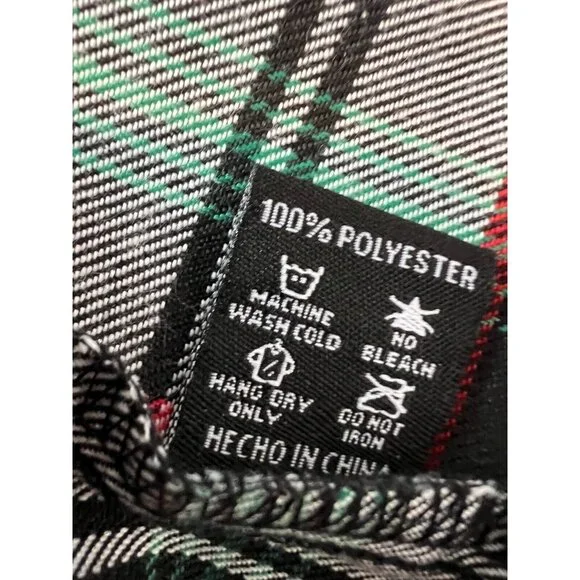 100% POLYESTER
MACHINE
WASH COLD
NO
BLEACH
HANG DRY
ONLY
DO NOT
IRON
HECHO IN CHINA